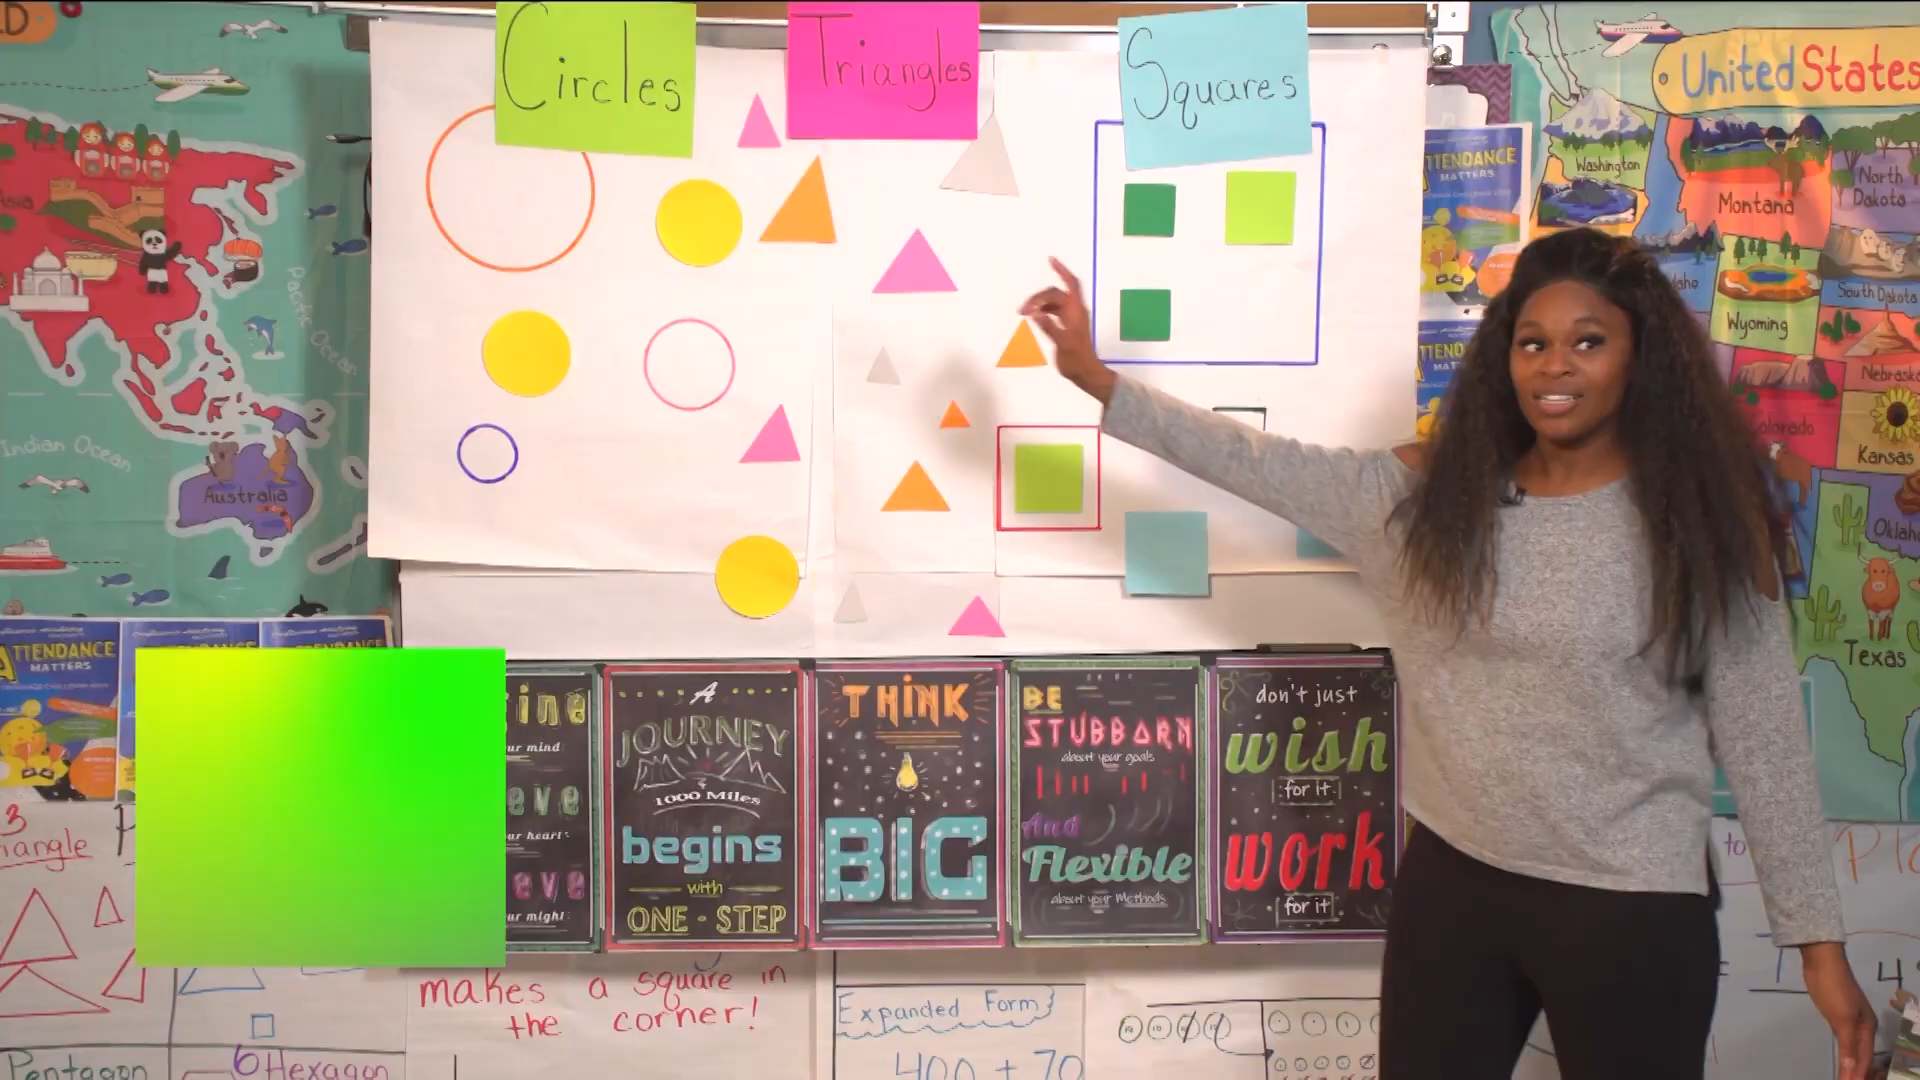 Circles
Triangles
Squares
United States
Washington
Montana
North
Dakota
South Dakota
Wyoming
Nebraska
Colorado
Kansas
Texas
Pacific Ocean
Indian Ocean
Australia
ATTENDANCE
MATTERS
A
JOURNEY
1000 Miles
begins
with
ONE - STEP
THINK
BIG
BE
STUBBORN
about your goals
And
Flexible
about your Methods
don't just
wish
for it
work
for it
3
makes a square in
the corner!
Expanded Form
400 + 70
Pentagon
6 Hexagon
to